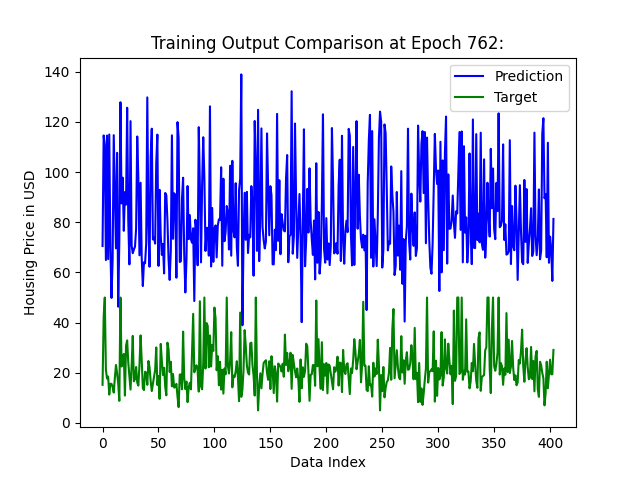 Training Output Comparison at Epoch 762:
Prediction
Target
140
120
100
80
60
40
20
0
Housing Price in USD
0 50 100 150 200 250 300 350 400
Data Index